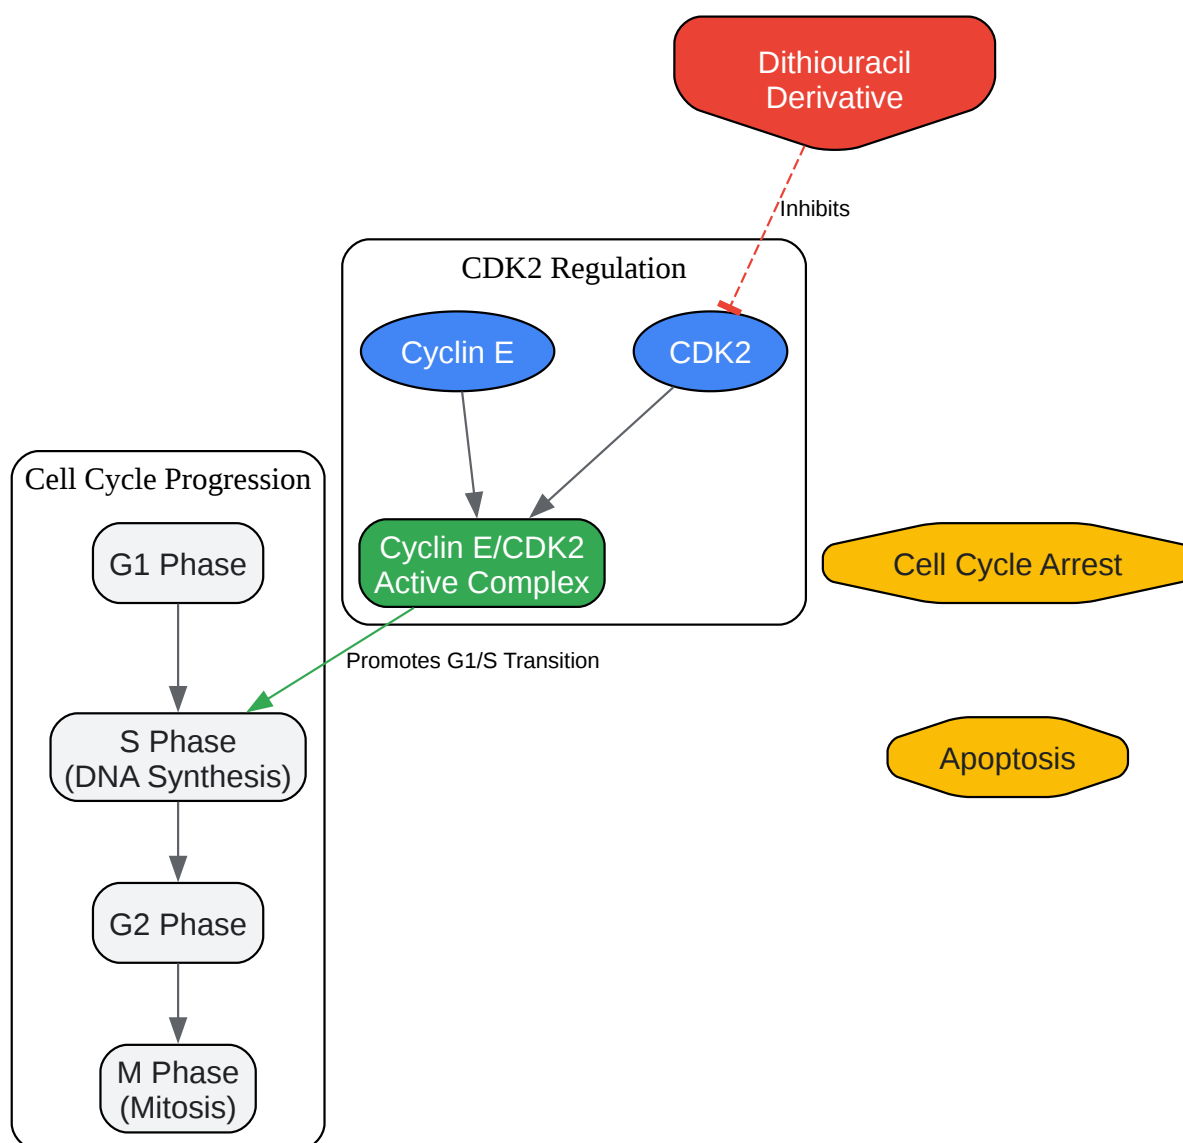 Dithiouracil
Derivative
Inhibits
CDK2 Regulation
Cyclin E
CDK2
Cyclin E/CDK2
Active Complex
Promotes G1/S Transition
Cell Cycle Progression
G1 Phase
S Phase
(DNA Synthesis)
G2 Phase
M Phase
(Mitosis)
Cell Cycle Arrest
Apoptosis